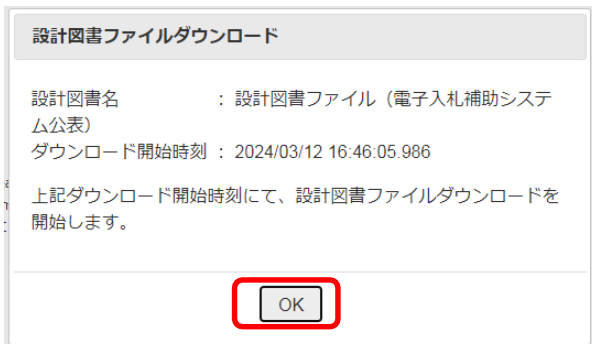 設計図書ファイルダウンロード
設計図書名 : 設計図書ファイル（電子入札補助システ
ム公表）
ダウンロード開始時刻 : 2024/03/12 16:46:05.986
上記ダウンロード開始時刻にて、設計図書ファイルダウンロードを
開始します。
OK